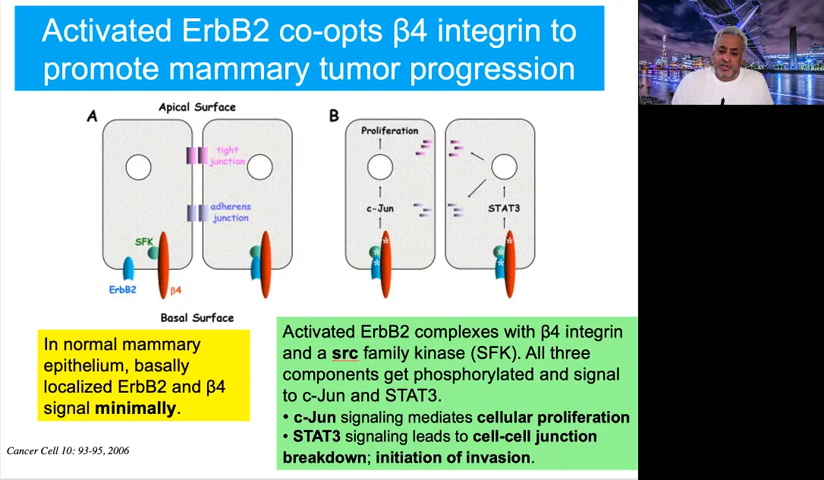 Activated ErbB2 co-opts β4 integrin to
promote mammary tumor progression
A
Apical Surface
tight
junction
adherens
junction
SFK
ErbB2
β4
Basal Surface
B
Proliferation
c-Jun
STAT3
*
*
*
*
*
*
In normal mammary
epithelium, basally
localized ErbB2 and β4
signal minimally.
Activated ErbB2 complexes with β4 integrin
and a src family kinase (SFK). All three
components get phosphorylated and signal
to c-Jun and STAT3.
• c-Jun signaling mediates cellular proliferation
• STAT3 signaling leads to cell-cell junction
breakdown; initiation of invasion.
Cancer Cell 10: 93-95, 2006